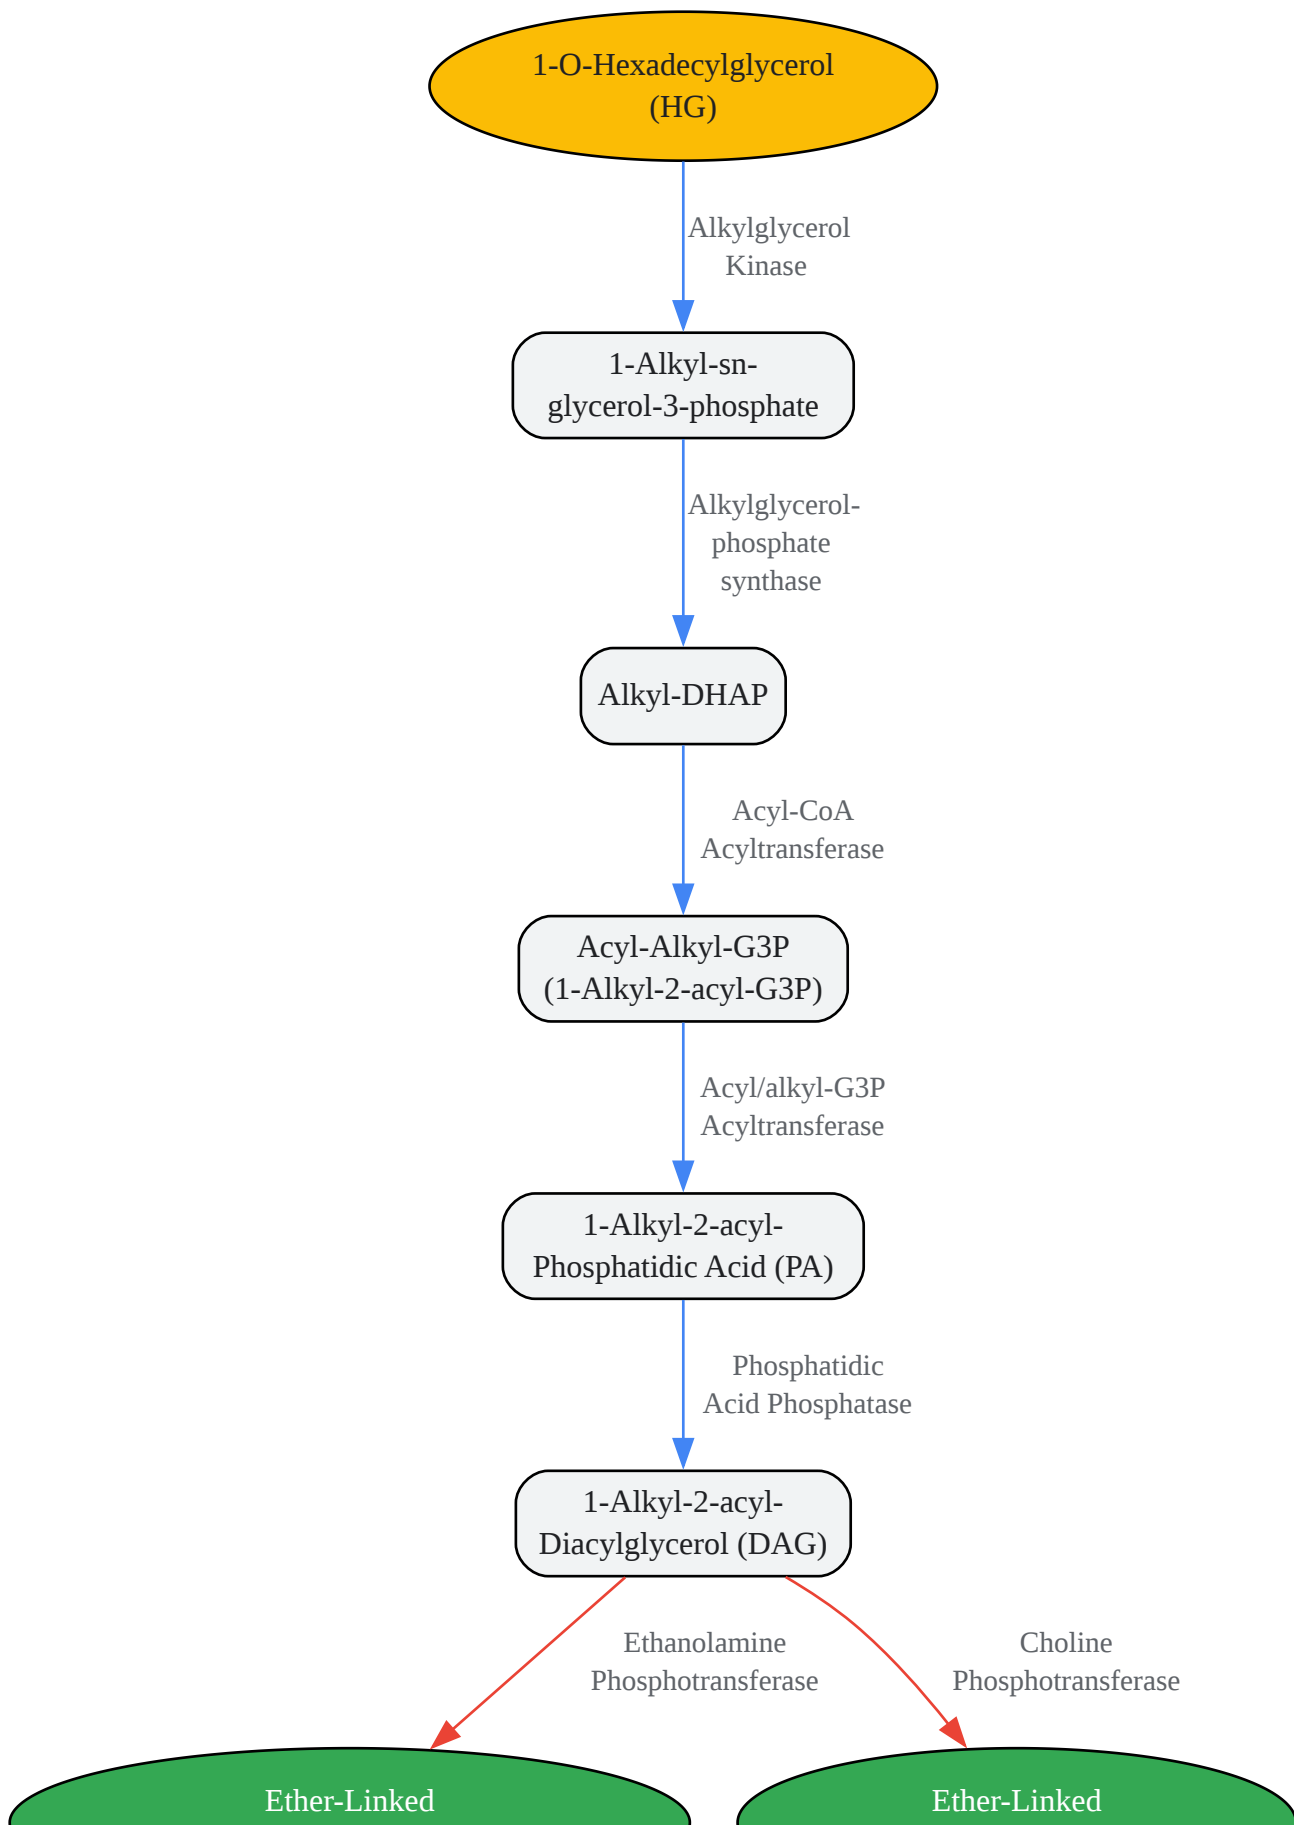 1-O-Hexadecylglycerol
(HG)
Alkylglycerol
Kinase
1-Alkyl-sn-
glycerol-3-phosphate
Alkylglycerol-
phosphate
synthase
Alkyl-DHAP
Acyl-CoA
Acyltransferase
Acyl-Alkyl-G3P
(1-Alkyl-2-acyl-G3P)
Acyl/alkyl-G3P
Acyltransferase
1-Alkyl-2-acyl-
Phosphatidic Acid (PA)
Phosphatidic
Acid Phosphatase
1-Alkyl-2-acyl-
Diacylglycerol (DAG)
Ethanolamine
Phosphotransferase
Choline
Phosphotransferase
Ether-Linked
Ether-Linked